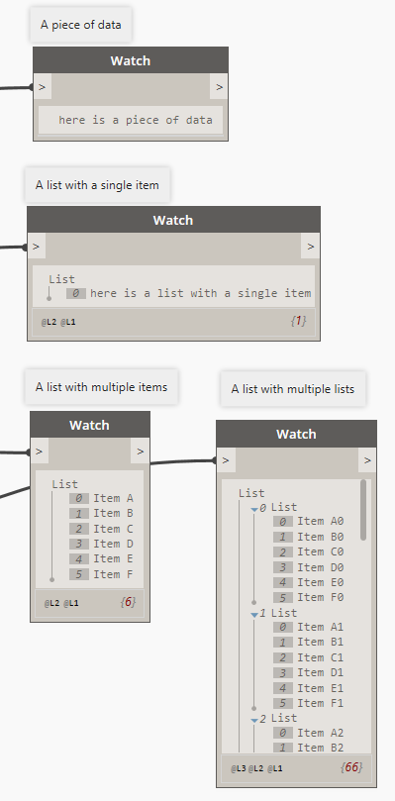 A piece of data
Watch
> >
here is a piece of data
A list with a single item
Watch
> >
List
0 here is a list with a single item
@L2 @L1 {1}
A list with multiple items
Watch
> >
List
0 Item A
1 Item B
2 Item C
3 Item D
4 Item E
5 Item F
@L2 @L1 {6}
A list with multiple lists
Watch
> >
List
0 List
0 Item A0
1 Item B0
2 Item C0
3 Item D0
4 Item E0
5 Item F0
1 List
0 Item A1
1 Item B1
2 Item C1
3 Item D1
4 Item E1
5 Item F1
2 List
0 Item A2
1 Item B2
@L3 @L2 @L1 {66}